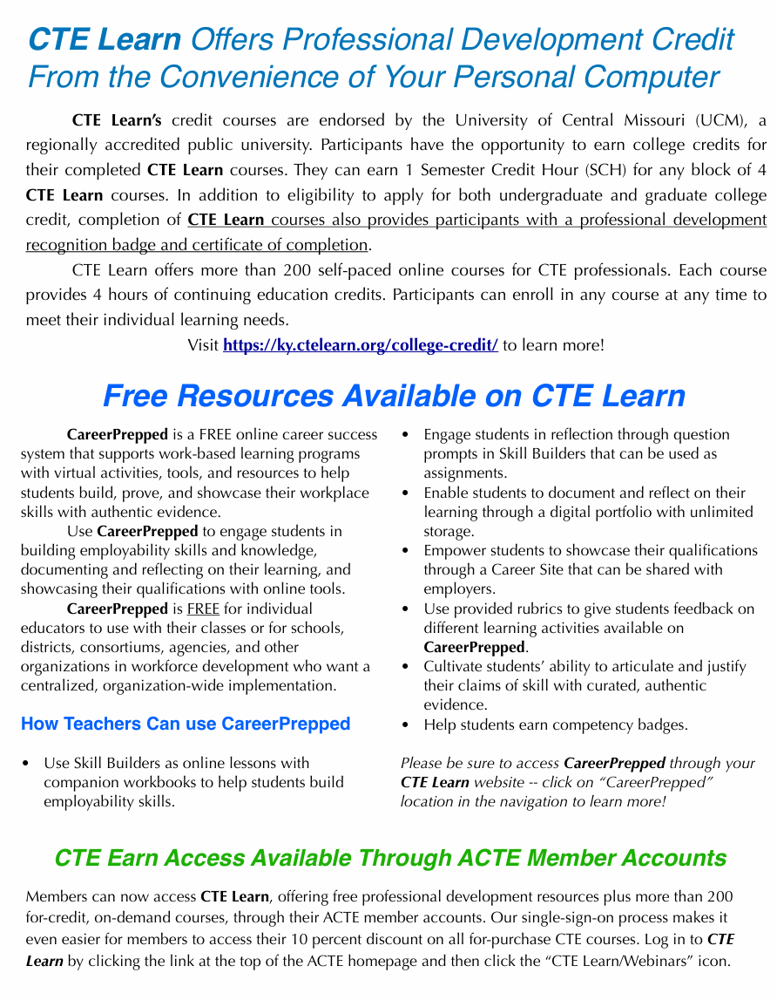 CTE Learn Offers Professional Development Credit
From the Convenience of Your Personal Computer
CTE Learn’s credit courses are endorsed by the University of Central Missouri (UCM), a
regionally accredited public university. Participants have the opportunity to earn college credits for
their completed CTE Learn courses. They can earn 1 Semester Credit Hour (SCH) for any block of 4
CTE Learn courses. In addition to eligibility to apply for both undergraduate and graduate college
credit, completion of CTE Learn courses also provides participants with a professional development
recognition badge and certificate of completion.
CTE Learn offers more than 200 self-paced online courses for CTE professionals. Each course
provides 4 hours of continuing education credits. Participants can enroll in any course at any time to
meet their individual learning needs.
Visit https://ky.ctelearn.org/college-credit/ to learn more!
Free Resources Available on CTE Learn
CareerPrepped is a FREE online career success
system that supports work-based learning programs
with virtual activities, tools, and resources to help
students build, prove, and showcase their workplace
skills with authentic evidence.
Use CareerPrepped to engage students in
building employability skills and knowledge,
documenting and reflecting on their learning, and
showcasing their qualifications with online tools.
CareerPrepped is FREE for individual
educators to use with their classes or for schools,
districts, consortiums, agencies, and other
organizations in workforce development who want a
centralized, organization-wide implementation.
How Teachers Can use CareerPrepped
• Use Skill Builders as online lessons with
companion workbooks to help students build
employability skills.
• Engage students in reflection through question
prompts in Skill Builders that can be used as
assignments.
• Enable students to document and reflect on their
learning through a digital portfolio with unlimited
storage.
• Empower students to showcase their qualifications
through a Career Site that can be shared with
employers.
• Use provided rubrics to give students feedback on
different learning activities available on
CareerPrepped.
• Cultivate students’ ability to articulate and justify
their claims of skill with curated, authentic
evidence.
• Help students earn competency badges.
Please be sure to access CareerPrepped through your
CTE Learn website -- click on “CareerPrepped”
location in the navigation to learn more!
CTE Earn Access Available Through ACTE Member Accounts
Members can now access CTE Learn, offering free professional development resources plus more than 200
for-credit, on-demand courses, through their ACTE member accounts. Our single-sign-on process makes it
even easier for members to access their 10 percent discount on all for-purchase CTE courses. Log in to CTE
Learn by clicking the link at the top of the ACTE homepage and then click the “CTE Learn/Webinars” icon.